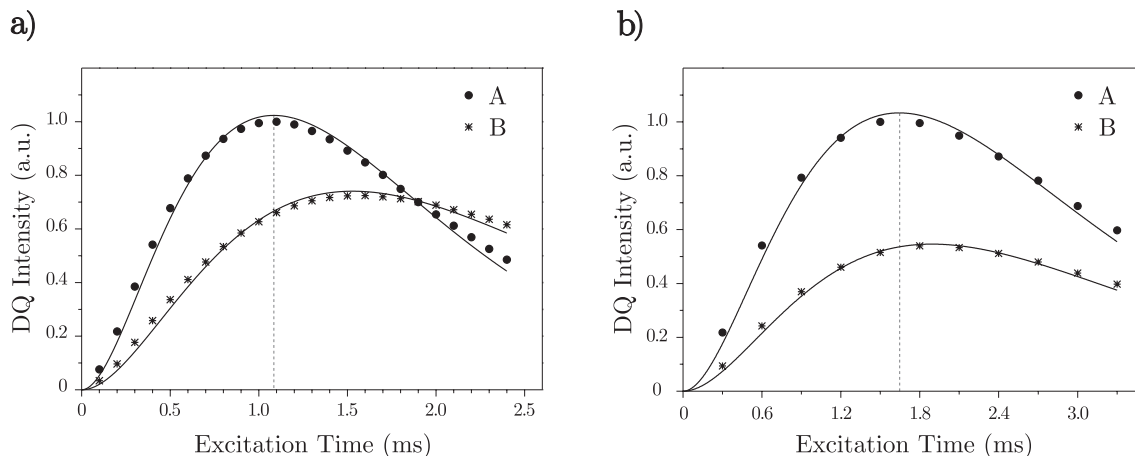 a)
A
B
1.0
0.8
0.6
0.4
0.2
0
DQ Intensity (a.u.)
0 0.5 1.0 1.5 2.0 2.5
Excitation Time (ms)
b)
A
B
1.0
0.8
0.6
0.4
0.2
0
DQ Intensity (a.u.)
0 0.6 1.2 1.8 2.4 3.0
Excitation Time (ms)